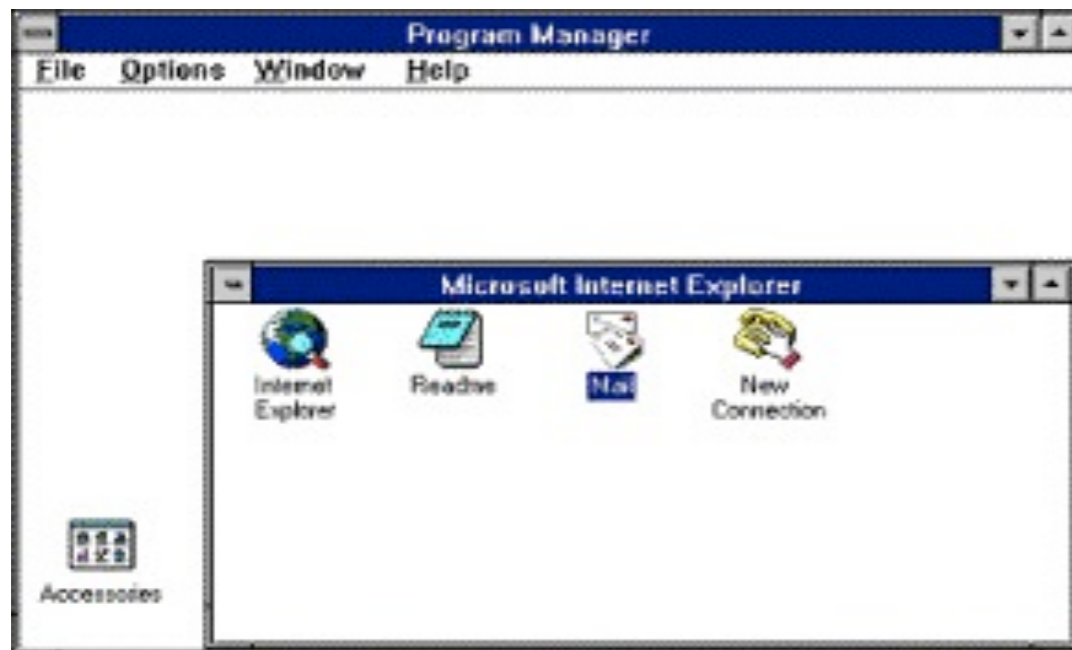 Program Manager
File Options Window Help
Microsoft Internet Explorer
Internet Explorer
Readme
Mail
New Connection
Accessories